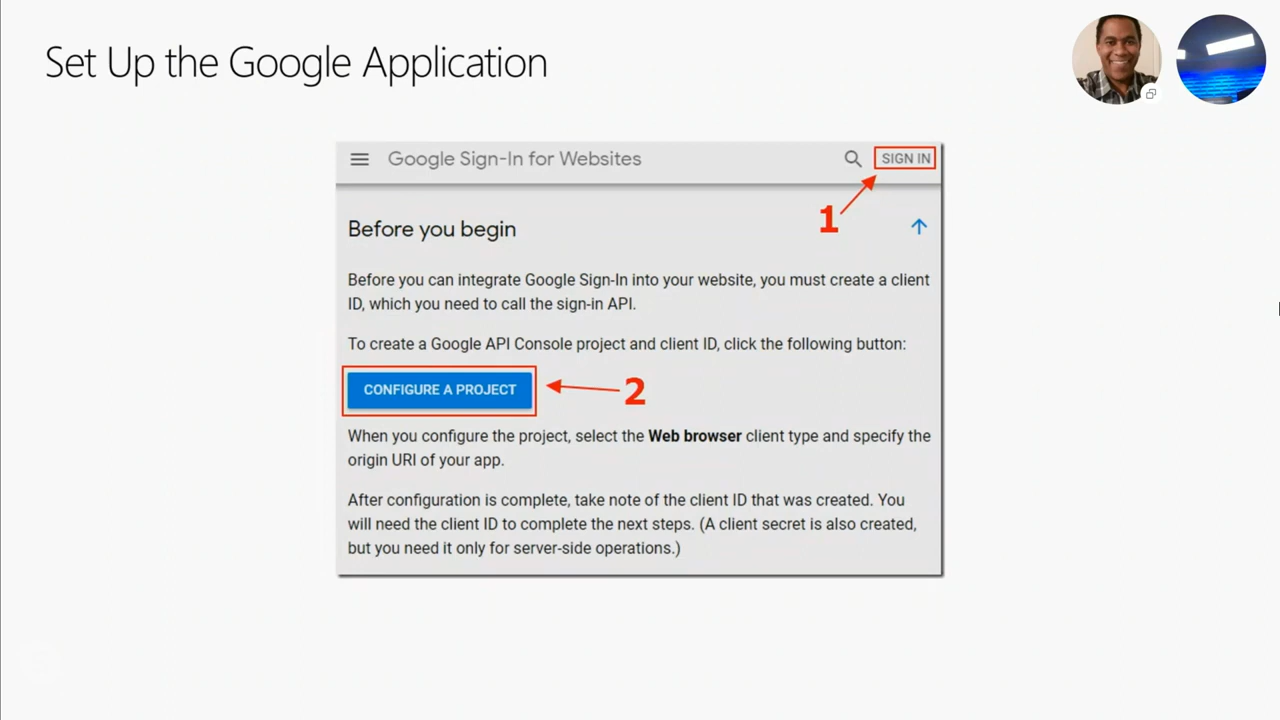 Set Up the Google Application
Google Sign-In for Websites
SIGN IN
1
Before you begin
Before you can integrate Google Sign-In into your website, you must create a client
ID, which you need to call the sign-in API.
To create a Google API Console project and client ID, click the following button:
CONFIGURE A PROJECT
2
When you configure the project, select the Web browser client type and specify the
origin URI of your app.
After configuration is complete, take note of the client ID that was created. You
will need the client ID to complete the next steps. (A client secret is also created,
but you need it only for server-side operations.)